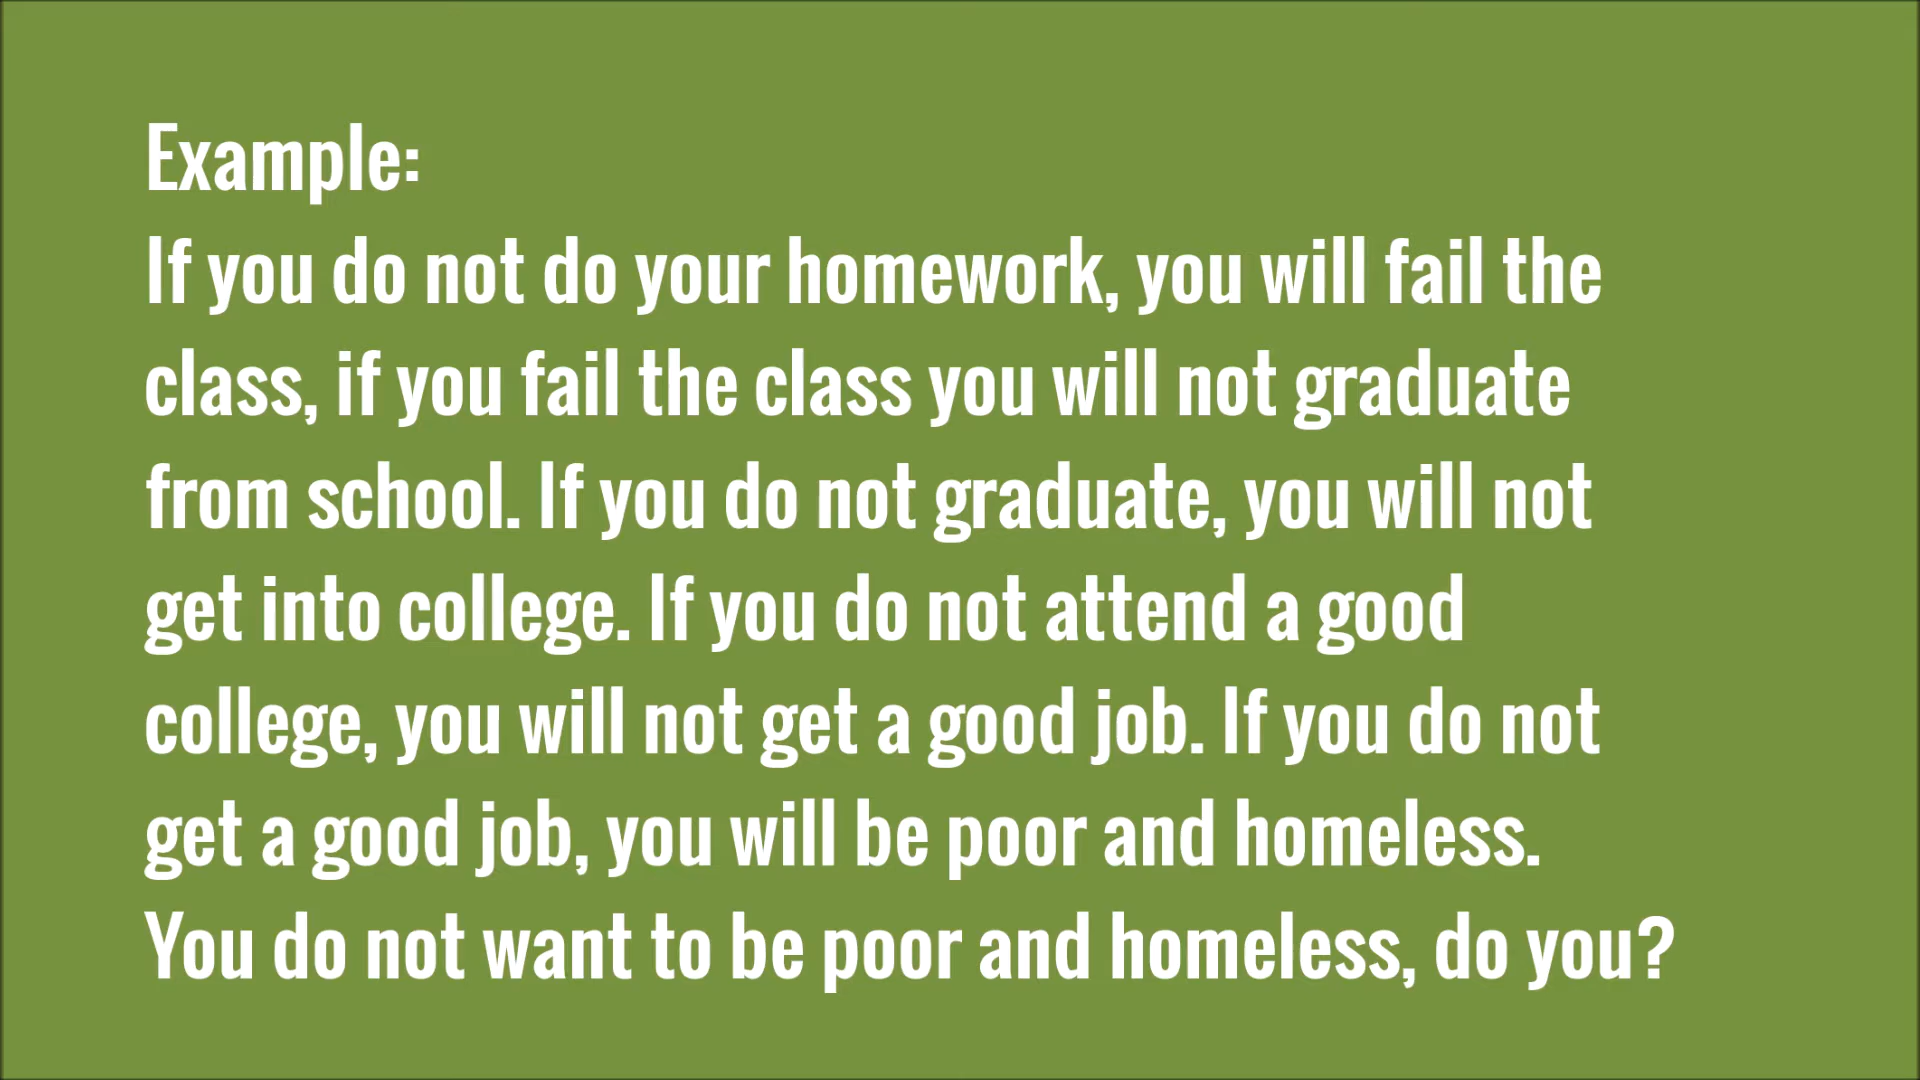 Example:
If you do not do your homework, you will fail the
class, if you fail the class you will not graduate
from school. If you do not graduate, you will not
get into college. If you do not attend a good
college, you will not get a good job. If you do not
get a good job, you will be poor and homeless.
You do not want to be poor and homeless, do you?